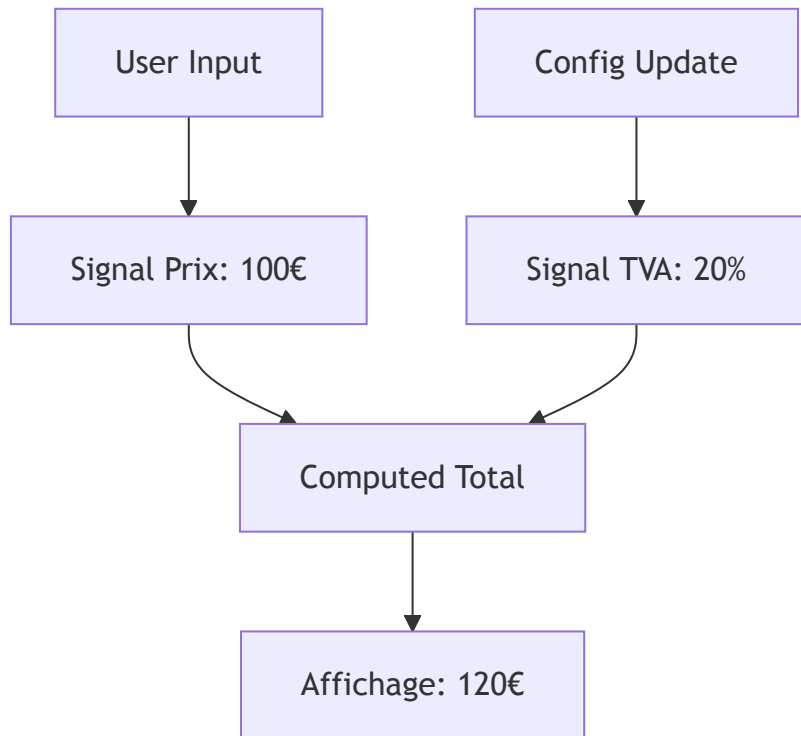 User Input
Config Update
Signal Prix: 100€
Signal TVA: 20%
Computed Total
Affichage: 120€